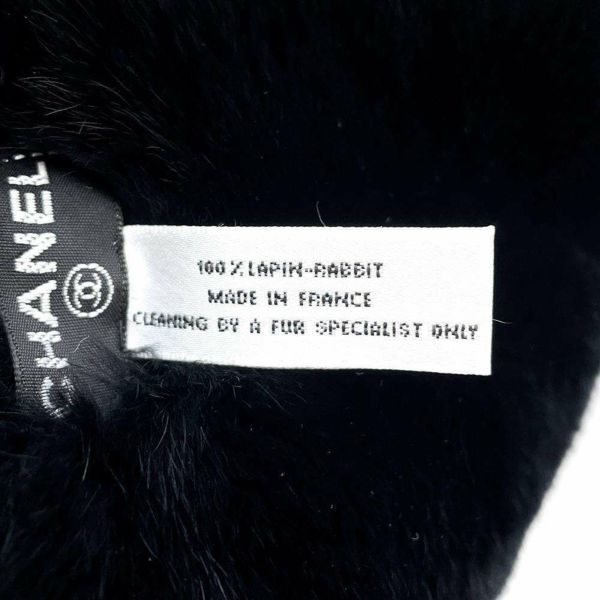 CHANEL
100% LAPIN-RABBIT
MADE IN FRANCE
CLEANING BY A FUR SPECIALIST ONLY